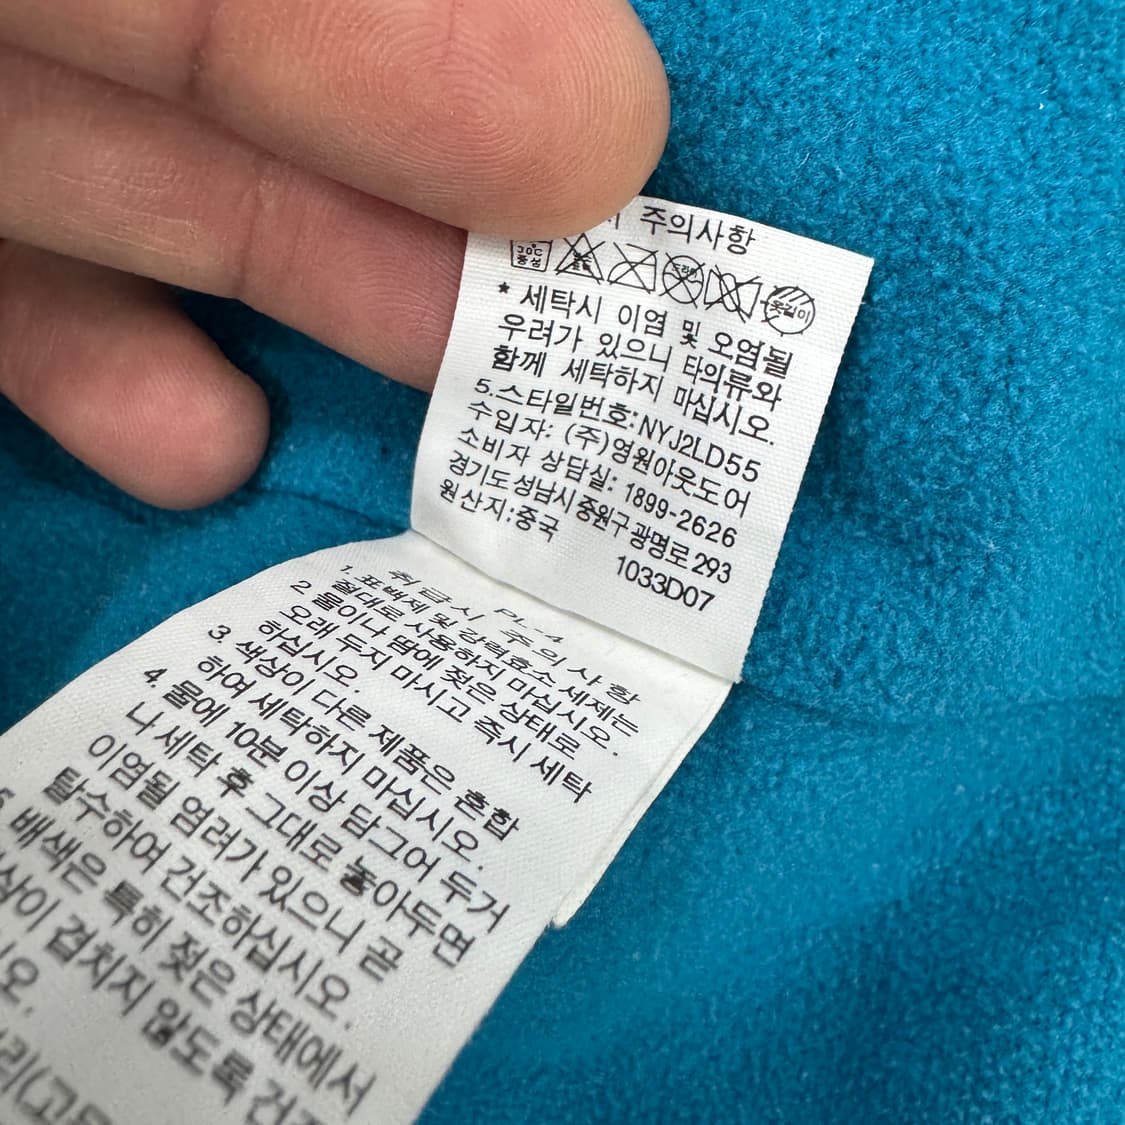 주의사항
30℃
중성
드라이
옷걸이
* 세탁시 이염 및 오염될
우려가 있으니 타의류와
함께 세탁하지 마십시오.
5.스타일번호:NYJ2LD55
수입자: (주)영원아웃도어
소비자 상담실: 1899-2626
경기도성남시중원구광명로293
원산지:중국
1033D07
PL-4
취급시 주의사항
1. 표백제 및 강력효소 세제는
절대로 사용하지 마십시오.
2 물이나 땀에 젖은 상태로
오래 두지 마시고 즉시 세탁
하십시오.
3. 색상이 다른 제품은 혼합
하여 세탁하지 마십시오.
4. 물에 10분 이상 담그어 두거
나 세탁 후 그대로 놓아두면
이염될 염려가 있으니 곧
탈수하여 건조하십시오.
5 배색은 특히 젖은 상태에서
상이 겹치지 않도록 건조
오.